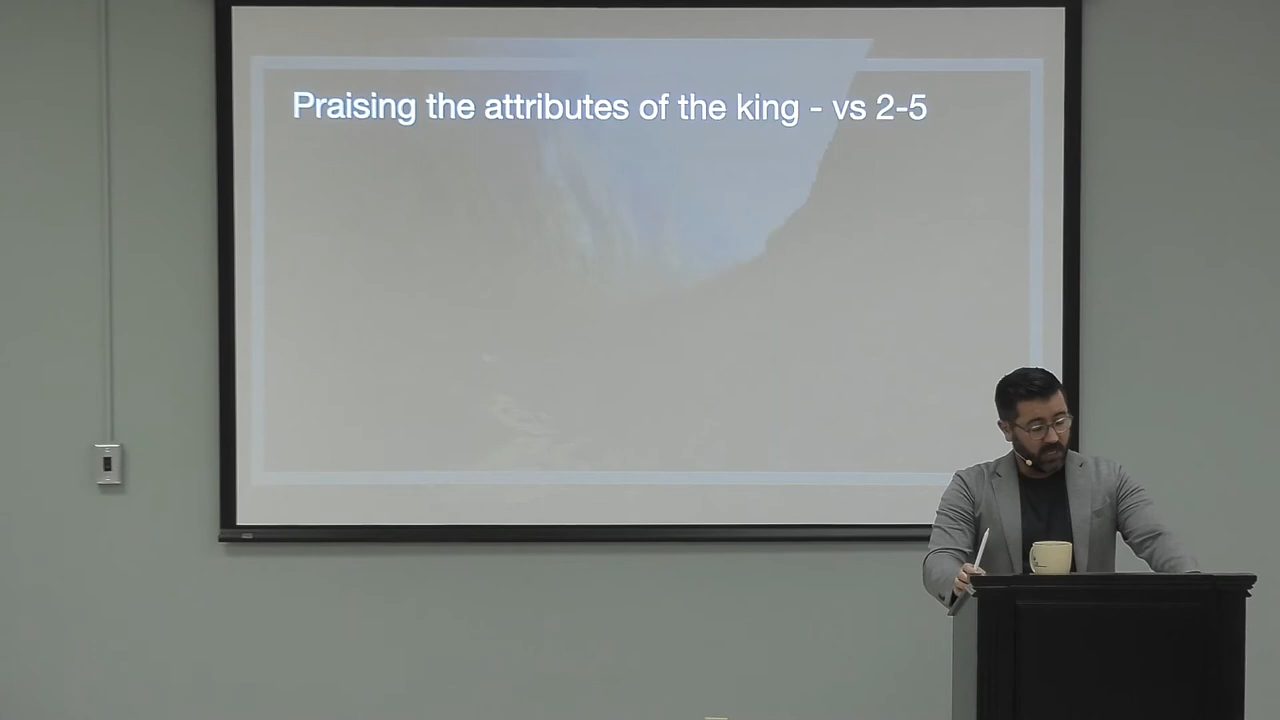 Praising the attributes of the king - vs 2-5